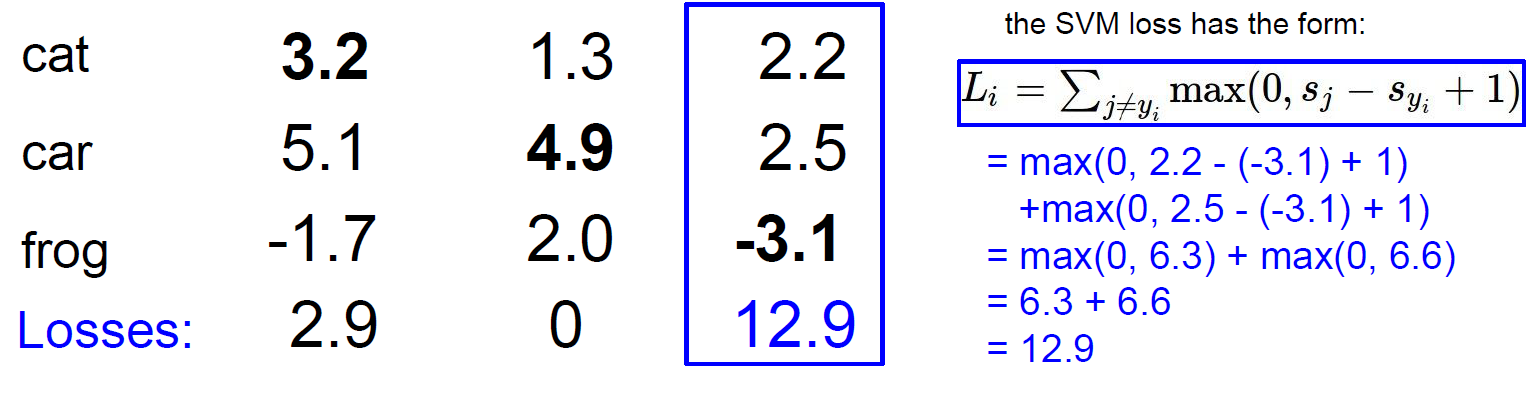 cat 3.2 1.3 2.2
car 5.1 4.9 2.5
frog -1.7 2.0 -3.1
Losses: 2.9 0 12.9
the SVM loss has the form:
L_i = ∑_{j≠y_i} max(0, s_j − s_{y_i} + 1)
= max(0, 2.2 - (-3.1) + 1)
+max(0, 2.5 - (-3.1) + 1)
= max(0, 6.3) + max(0, 6.6)
= 6.3 + 6.6
= 12.9